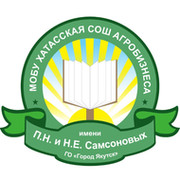 МОБУ ХАТАССКАЯ СОШ АГРОБИЗНЕСА
имени
П.Н. и Н.Е. Самсоновых
ГО «Город Якутск»